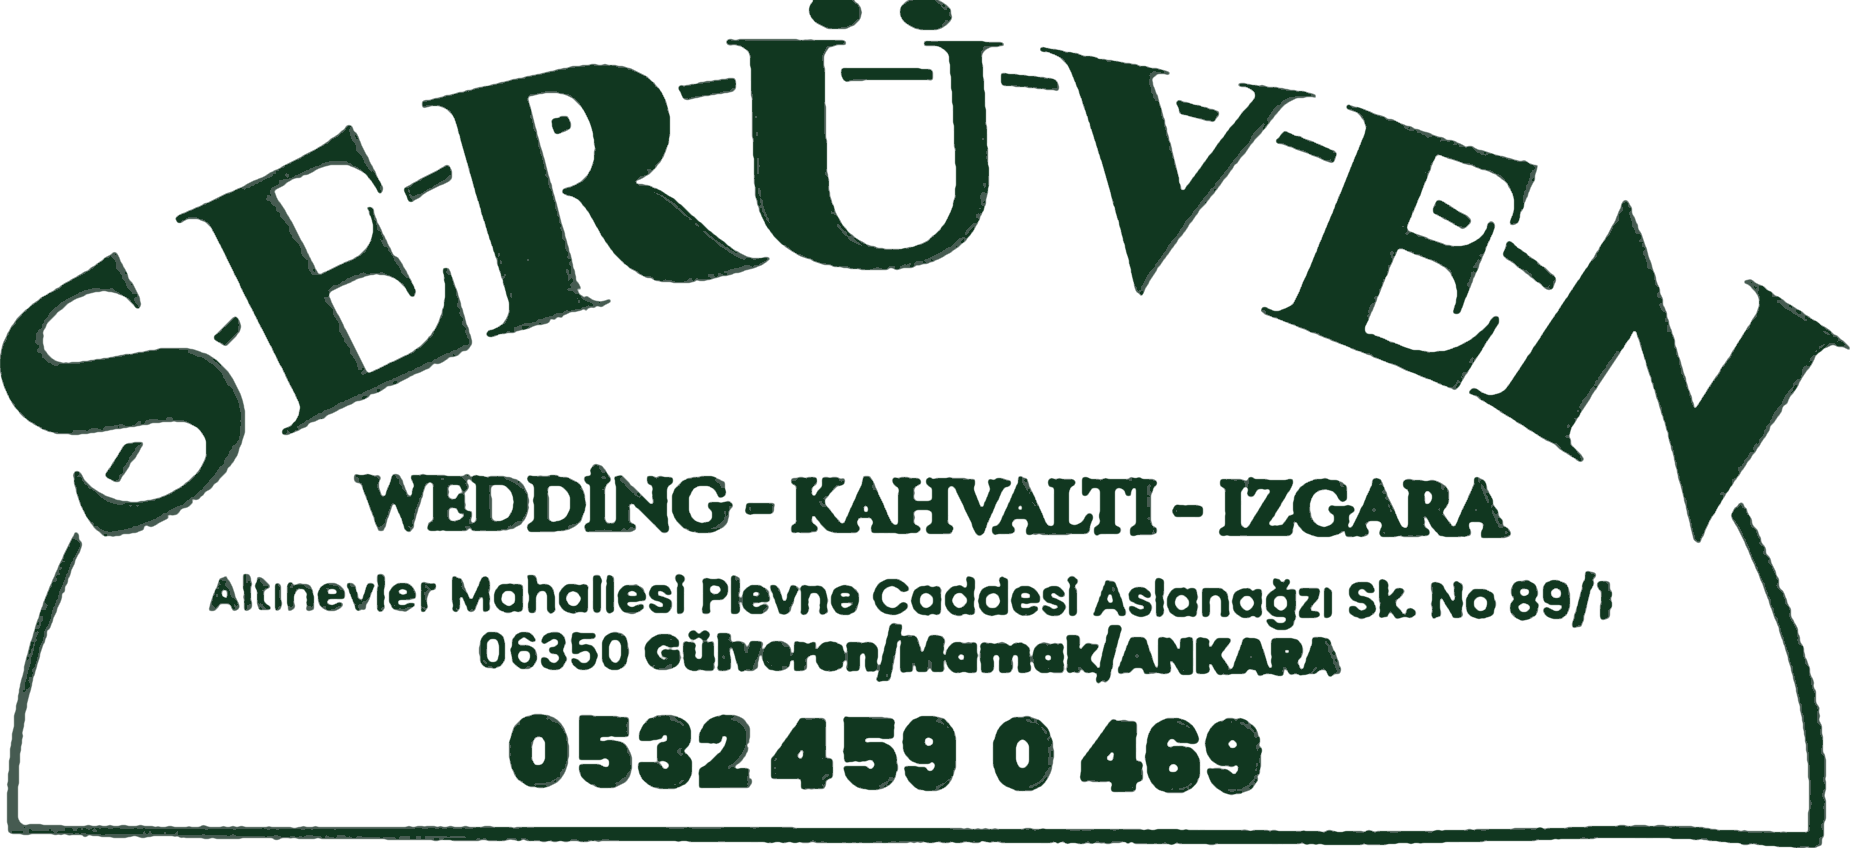 SERÜVEN
WEDDİNG - KAHVALTI - IZGARA
Altınevler Mahallesi Plevne Caddesi Aslanağzı Sk. No 89/1
06350 Gülveren/Mamak/ANKARA
0532 459 0 469